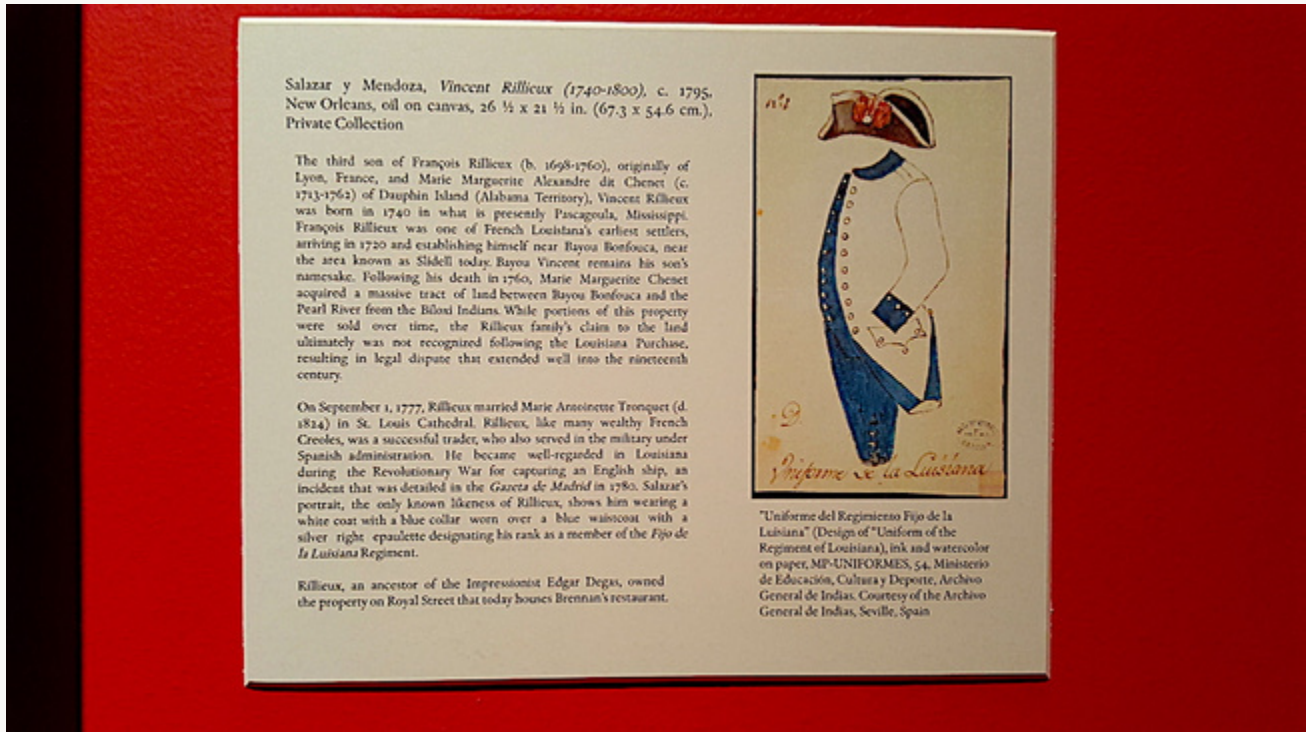 Salazar y Mendoza, Vincent Rillieux (1740-1800), c. 1795,
New Orleans, oil on canvas, 26 ½ x 21 ½ in. (67.3 x 54.6 cm.),
Private Collection
The third son of François Rillieux (b. 1698-1760), originally of
Lyon, France, and Marie Marguerite Alexandre dit Chenet (c.
1713-1762) of Dauphin Island (Alabama Territory), Vincent Rillieux
was born in 1740 in what is presently Pascagoula, Mississippi.
François Rillieux was one of French Louisiana's earliest settlers,
arriving in 1720 and establishing himself near Bayou Bonfouca, near
the area known as Slidell today. Bayou Vincent remains his son's
namesake. Following his death in 1760, Marie Marguerite Chenet
acquired a massive tract of land between Bayou Bonfouca and the
Pearl River from the Biloxi Indians. While portions of this property
were sold over time, the Rillieux family's claim to the land
ultimately was not recognized following the Louisiana Purchase,
resulting in legal dispute that extended well into the nineteenth
century.
On September 1, 1777, Rillieux married Marie Antoinette Tronquet (d.
1824) in St. Louis Cathedral. Rillieux, like many wealthy French
Creoles, was a successful trader, who also served in the military under
Spanish administration. He became well-regarded in Louisiana
during the Revolutionary War for capturing an English ship, an
incident that was detailed in the Gazeta de Madrid in 1780. Salazar's
portrait, the only known likeness of Rillieux, shows him wearing a
white coat with a blue collar worn over a blue waistcoat with a
silver right epaulette designating his rank as a member of the Fijo de
la Luisiana Regiment.
Rillieux, an ancestor of the Impressionist Edgar Degas, owned
the property on Royal Street that today houses Brennan's restaurant.
D.
Uniforme de la Luisiana
"Uniforme del Regimiento Fijo de la
Luisiana" (Design of "Uniform of the
Regiment of Louisiana), ink and watercolor
on paper, MP-UNIFORMES, 54, Ministerio
de Educación, Cultura y Deporte, Archivo
General de Indias. Courtesy of the Archivo
General de Indias, Seville, Spain